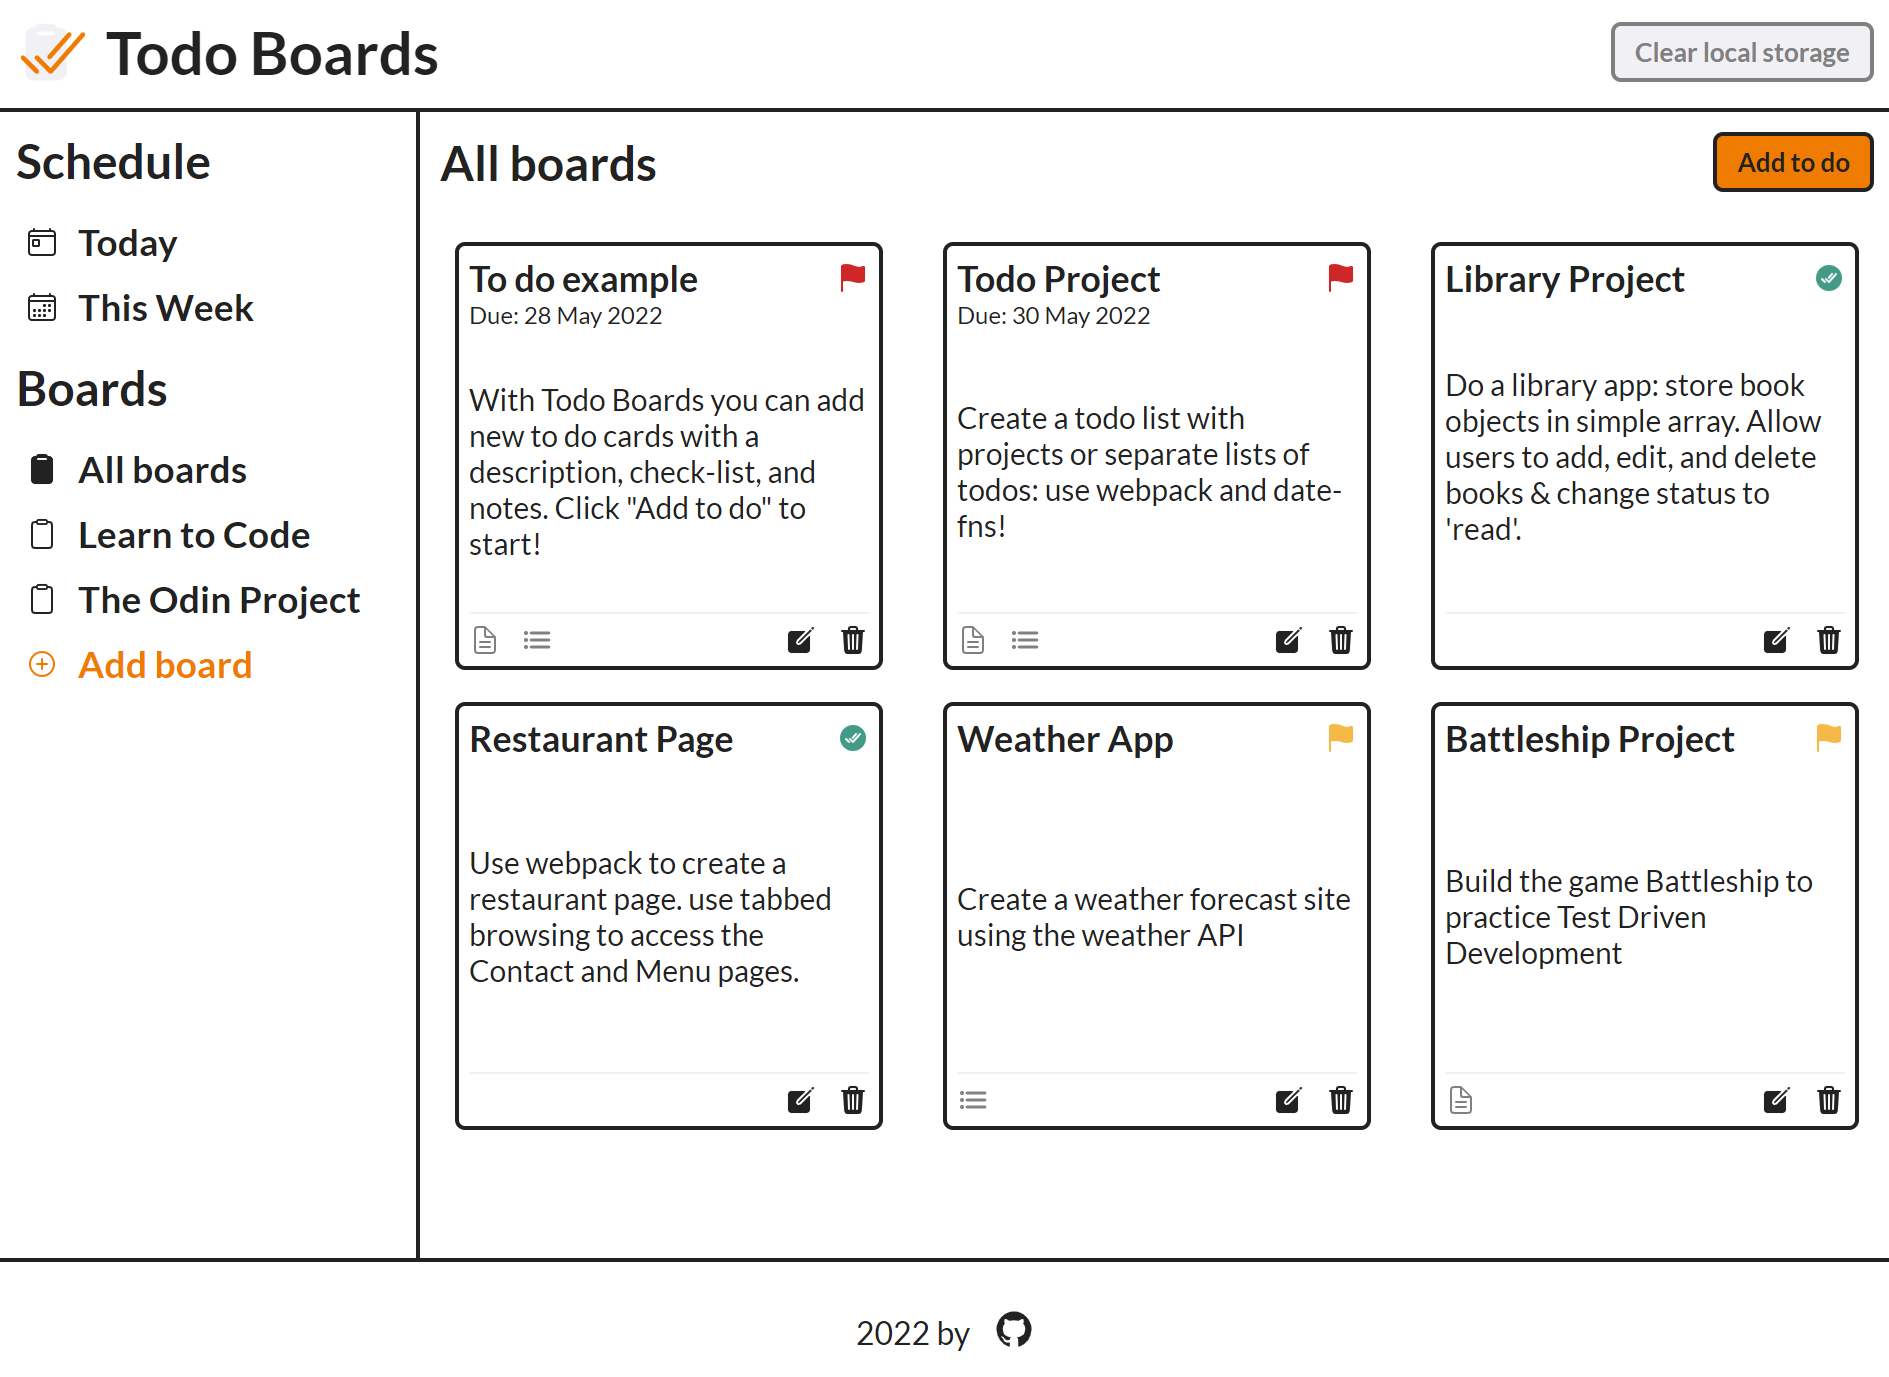 Todo Boards
Clear local storage
Schedule
Today
This Week
Boards
All boards
Learn to Code
The Odin Project
Add board
All boards
Add to do
To do example
Due: 28 May 2022
With Todo Boards you can add
new to do cards with a
description, check-list, and
notes. Click "Add to do" to
start!
Todo Project
Due: 30 May 2022
Create a todo list with
projects or separate lists of
todos: use webpack and date-
fns!
Library Project
Do a library app: store book
objects in simple array. Allow
users to add, edit, and delete
books & change status to
'read'.
Restaurant Page
Use webpack to create a
restaurant page. use tabbed
browsing to access the
Contact and Menu pages.
Weather App
Create a weather forecast site
using the weather API
Battleship Project
Build the game Battleship to
practice Test Driven
Development
2022 by